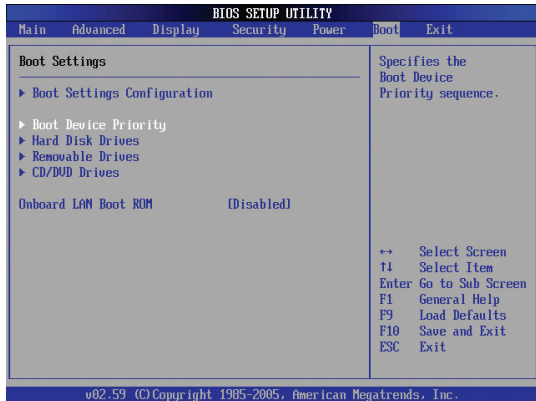 BIOS SETUP UTILITY
Main Advanced Display Security Power Boot Exit
Boot Settings
▶ Boot Settings Configuration
▶ Boot Device Priority
▶ Hard Disk Drives
▶ Removable Drives
▶ CD/DVD Drives
Onboard LAN Boot ROM [Disabled]
Specifies the
Boot Device
Priority sequence.
↔ Select Screen
↑↓ Select Item
Enter Go to Sub Screen
F1 General Help
F9 Load Defaults
F10 Save and Exit
ESC Exit
v02.59 (C)Copyright 1985-2005, American Megatrends, Inc.